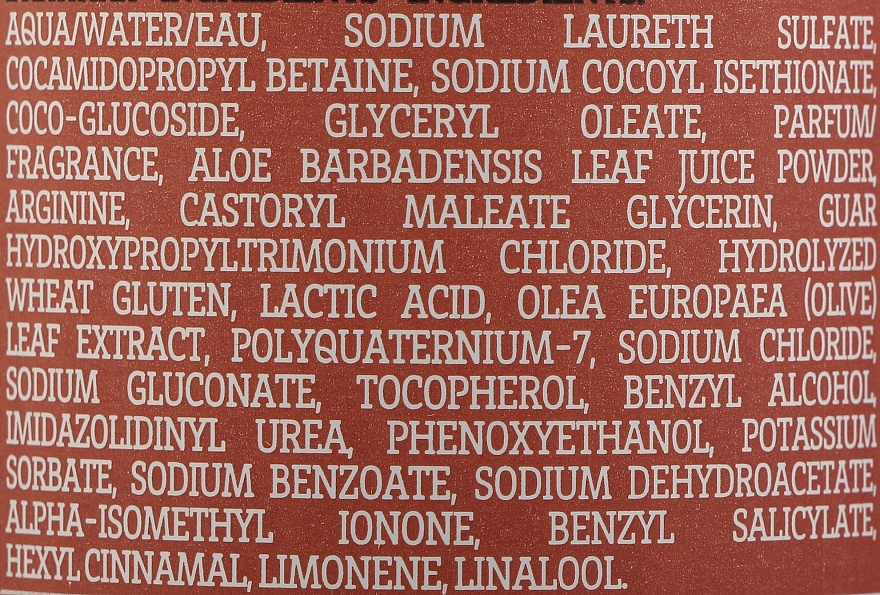 AQUA/WATER/EAU, SODIUM LAURETH SULFATE,
COCAMIDOPROPYL BETAINE, SODIUM COCOYL ISETHIONATE,
COCO-GLUCOSIDE, GLYCERYL OLEATE, PARFUM/
FRAGRANCE, ALOE BARBADENSIS LEAF JUICE POWDER,
ARGININE, CASTORYL MALEATE GLYCERIN, GUAR
HYDROXYPROPYLTRIMONIUM CHLORIDE, HYDROLYZED
WHEAT GLUTEN, LACTIC ACID, OLEA EUROPAEA (OLIVE)
LEAF EXTRACT, POLYQUATERNIUM-7, SODIUM CHLORIDE,
SODIUM GLUCONATE, TOCOPHEROL, BENZYL ALCOHOL,
IMIDAZOLIDINYL UREA, PHENOXYETHANOL, POTASSIUM
SORBATE, SODIUM BENZOATE, SODIUM DEHYDROACETATE,
ALPHA-ISOMETHYL IONONE, BENZYL SALICYLATE,
HEXYL CINNAMAL, LIMONENE, LINALOOL.